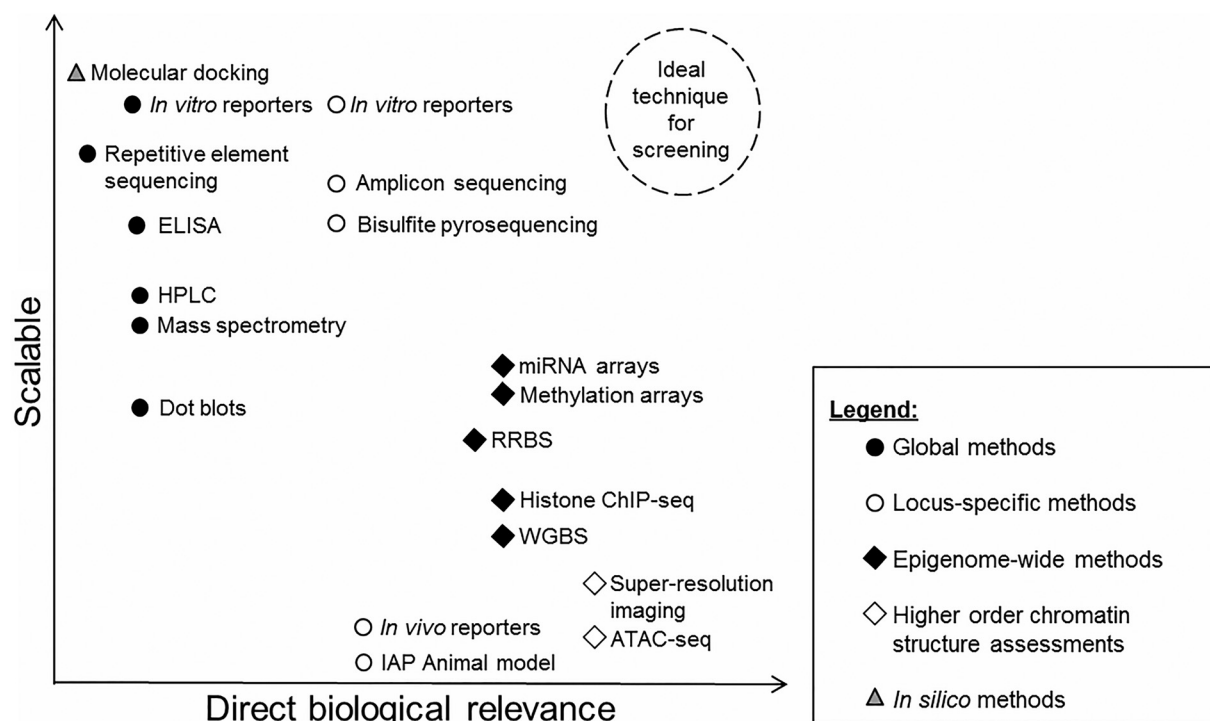 Molecular docking
In vitro reporters
In vitro reporters
Repetitive element
sequencing
Amplicon sequencing
ELISA
Bisulfite pyrosequencing
HPLC
Mass spectrometry
Dot blots
Ideal
technique
for
screening
miRNA arrays
Methylation arrays
RRBS
Histone ChIP-seq
WGBS
Super-resolution
imaging
In vivo reporters
ATAC-seq
IAP Animal model
Scalable
Direct biological relevance
Legend:
Global methods
Locus-specific methods
Epigenome-wide methods
Higher order chromatin
structure assessments
In silico methods